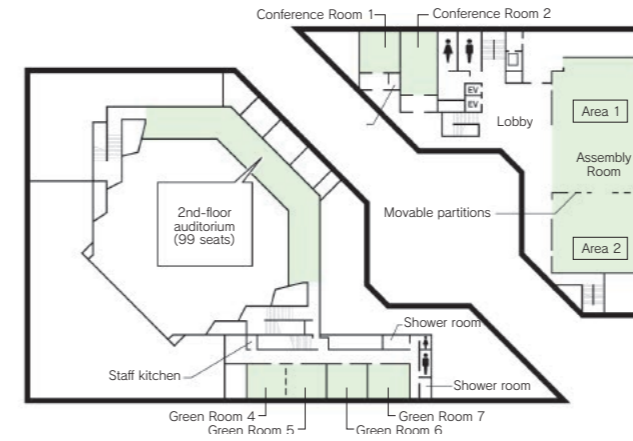 Conference Room 1
Conference Room 2
EV
EV
Lobby
Area 1
Assembly
Room
Movable partitions
Area 2
2nd-floor
auditorium
(99 seats)
Shower room
Staff kitchen
Shower room
Green Room 4
Green Room 7
Green Room 5
Green Room 6